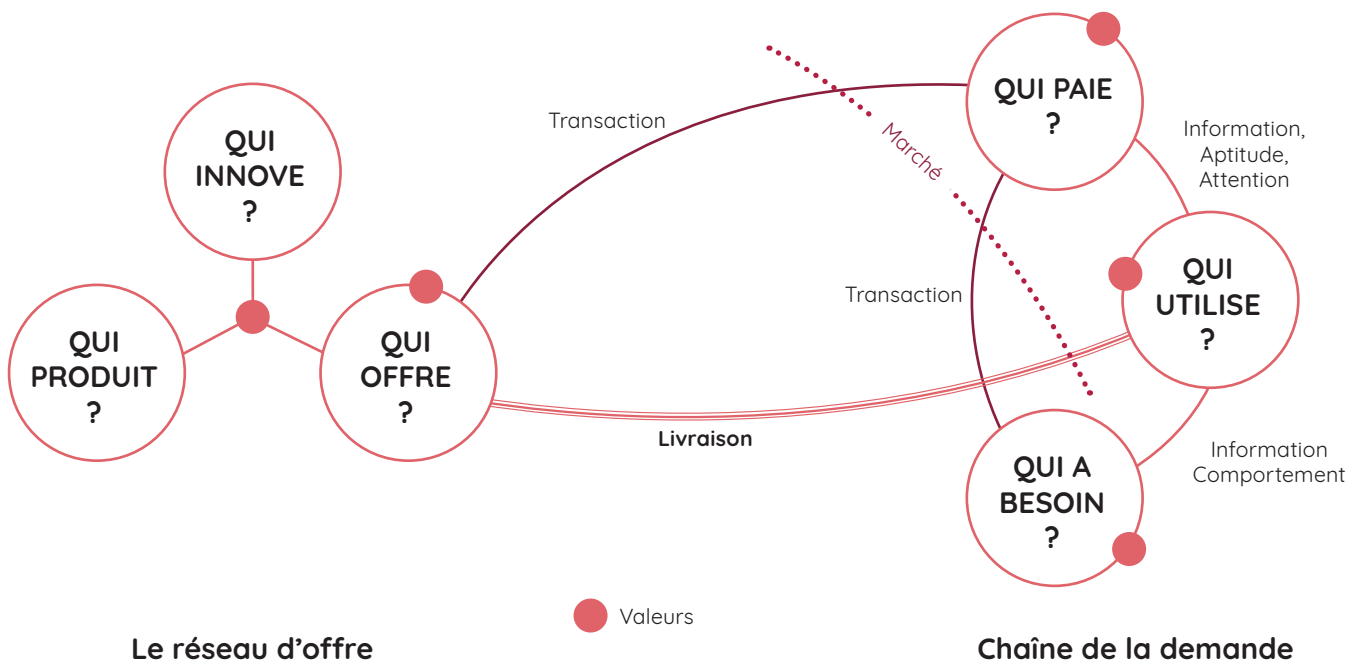 QUI
INNOVE
?
QUI
PRODUIT
?
QUI
OFFRE
?
Transaction
Marché
QUI PAIE
?
Information,
Aptitude,
Attention
Transaction
QUI
UTILISE
?
Livraison
QUI A
BESOIN
?
Information
Comportement
Valeurs
Le réseau d’offre
Chaîne de la demande